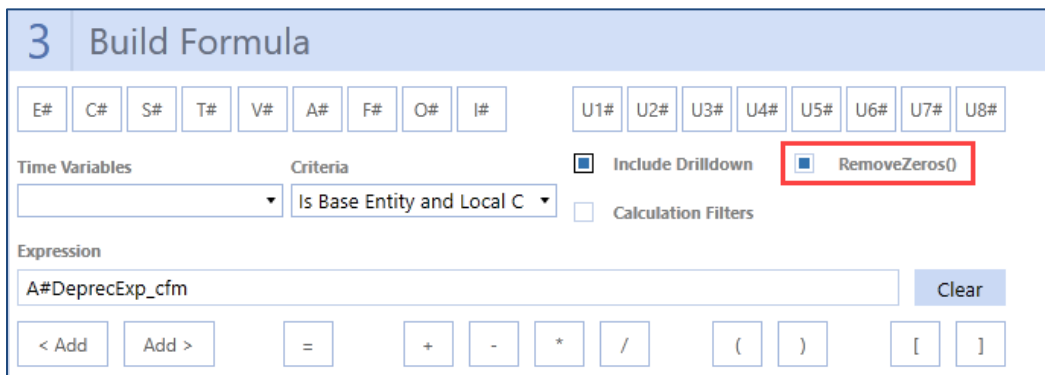 3 Build Formula
E# C# S# T# V# A# F# O# I# U1# U2# U3# U4# U5# U6# U7# U8#
Time Variables Criteria Include Drilldown RemoveZeros()
Is Base Entity and Local C
Calculation Filters
Expression
A#DeprecExp_cfm Clear
< Add Add > = + - * / ( ) [ ]